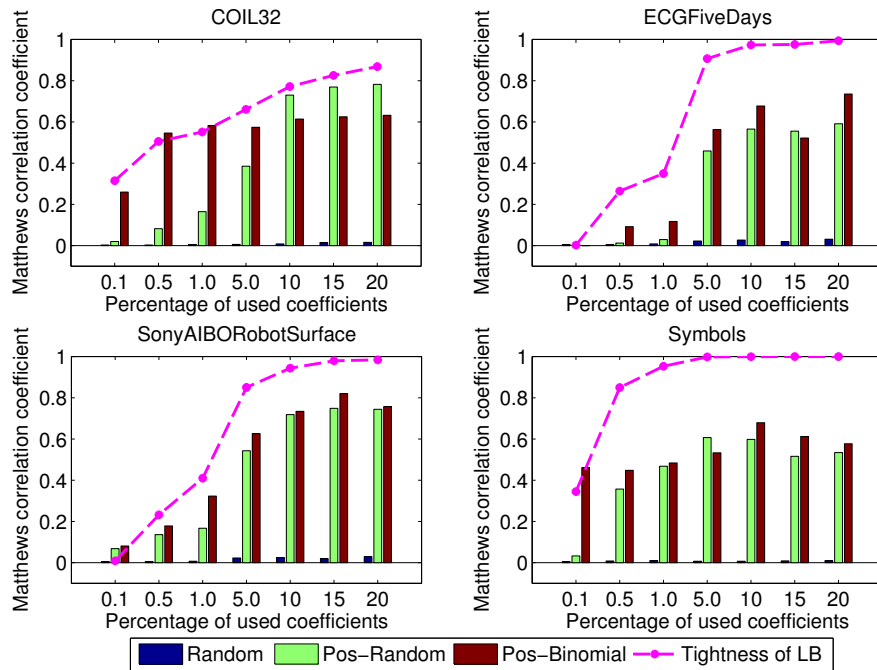 COIL32
Matthews correlation coefficient
1
0.8
0.6
0.4
0.2
0
0.1 0.5 1.0 5.0 10 15 20
Percentage of used coefficients
ECGFiveDays
Matthews correlation coefficient
1
0.8
0.6
0.4
0.2
0
0.1 0.5 1.0 5.0 10 15 20
Percentage of used coefficients
SonyAIBORobotSurface
Matthews correlation coefficient
1
0.8
0.6
0.4
0.2
0
0.1 0.5 1.0 5.0 10 15 20
Percentage of used coefficients
Symbols
Matthews correlation coefficient
1
0.8
0.6
0.4
0.2
0
0.1 0.5 1.0 5.0 10 15 20
Percentage of used coefficients
Random Pos−Random Pos−Binomial Tightness of LB